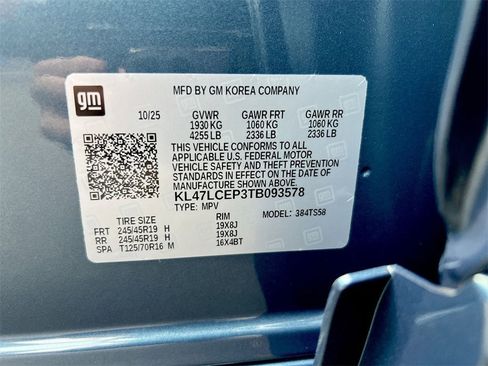 gm
MFD BY GM KOREA COMPANY
10/25 GVWR GAWR FRT GAWR RR
1930 KG 1060 KG 1060 KG
4255 LB 2336 LB 2336 LB
THIS VEHICLE CONFORMS TO ALL
APPLICABLE U.S. FEDERAL MOTOR
VEHICLE SAFETY AND THEFT PREVENTION
STANDARDS IN EFFECT ON THE DATE OF
MANUFACTURE SHOWN ABOVE.
KL47LCEP3TB093578
TYPE: MPV MODEL: 384TS58
TIRE SIZE RIM
FRT 245/45R19 H 19X8J
RR 245/45R19 H 19X8J
SPA T125/70R16 M 16X4BT